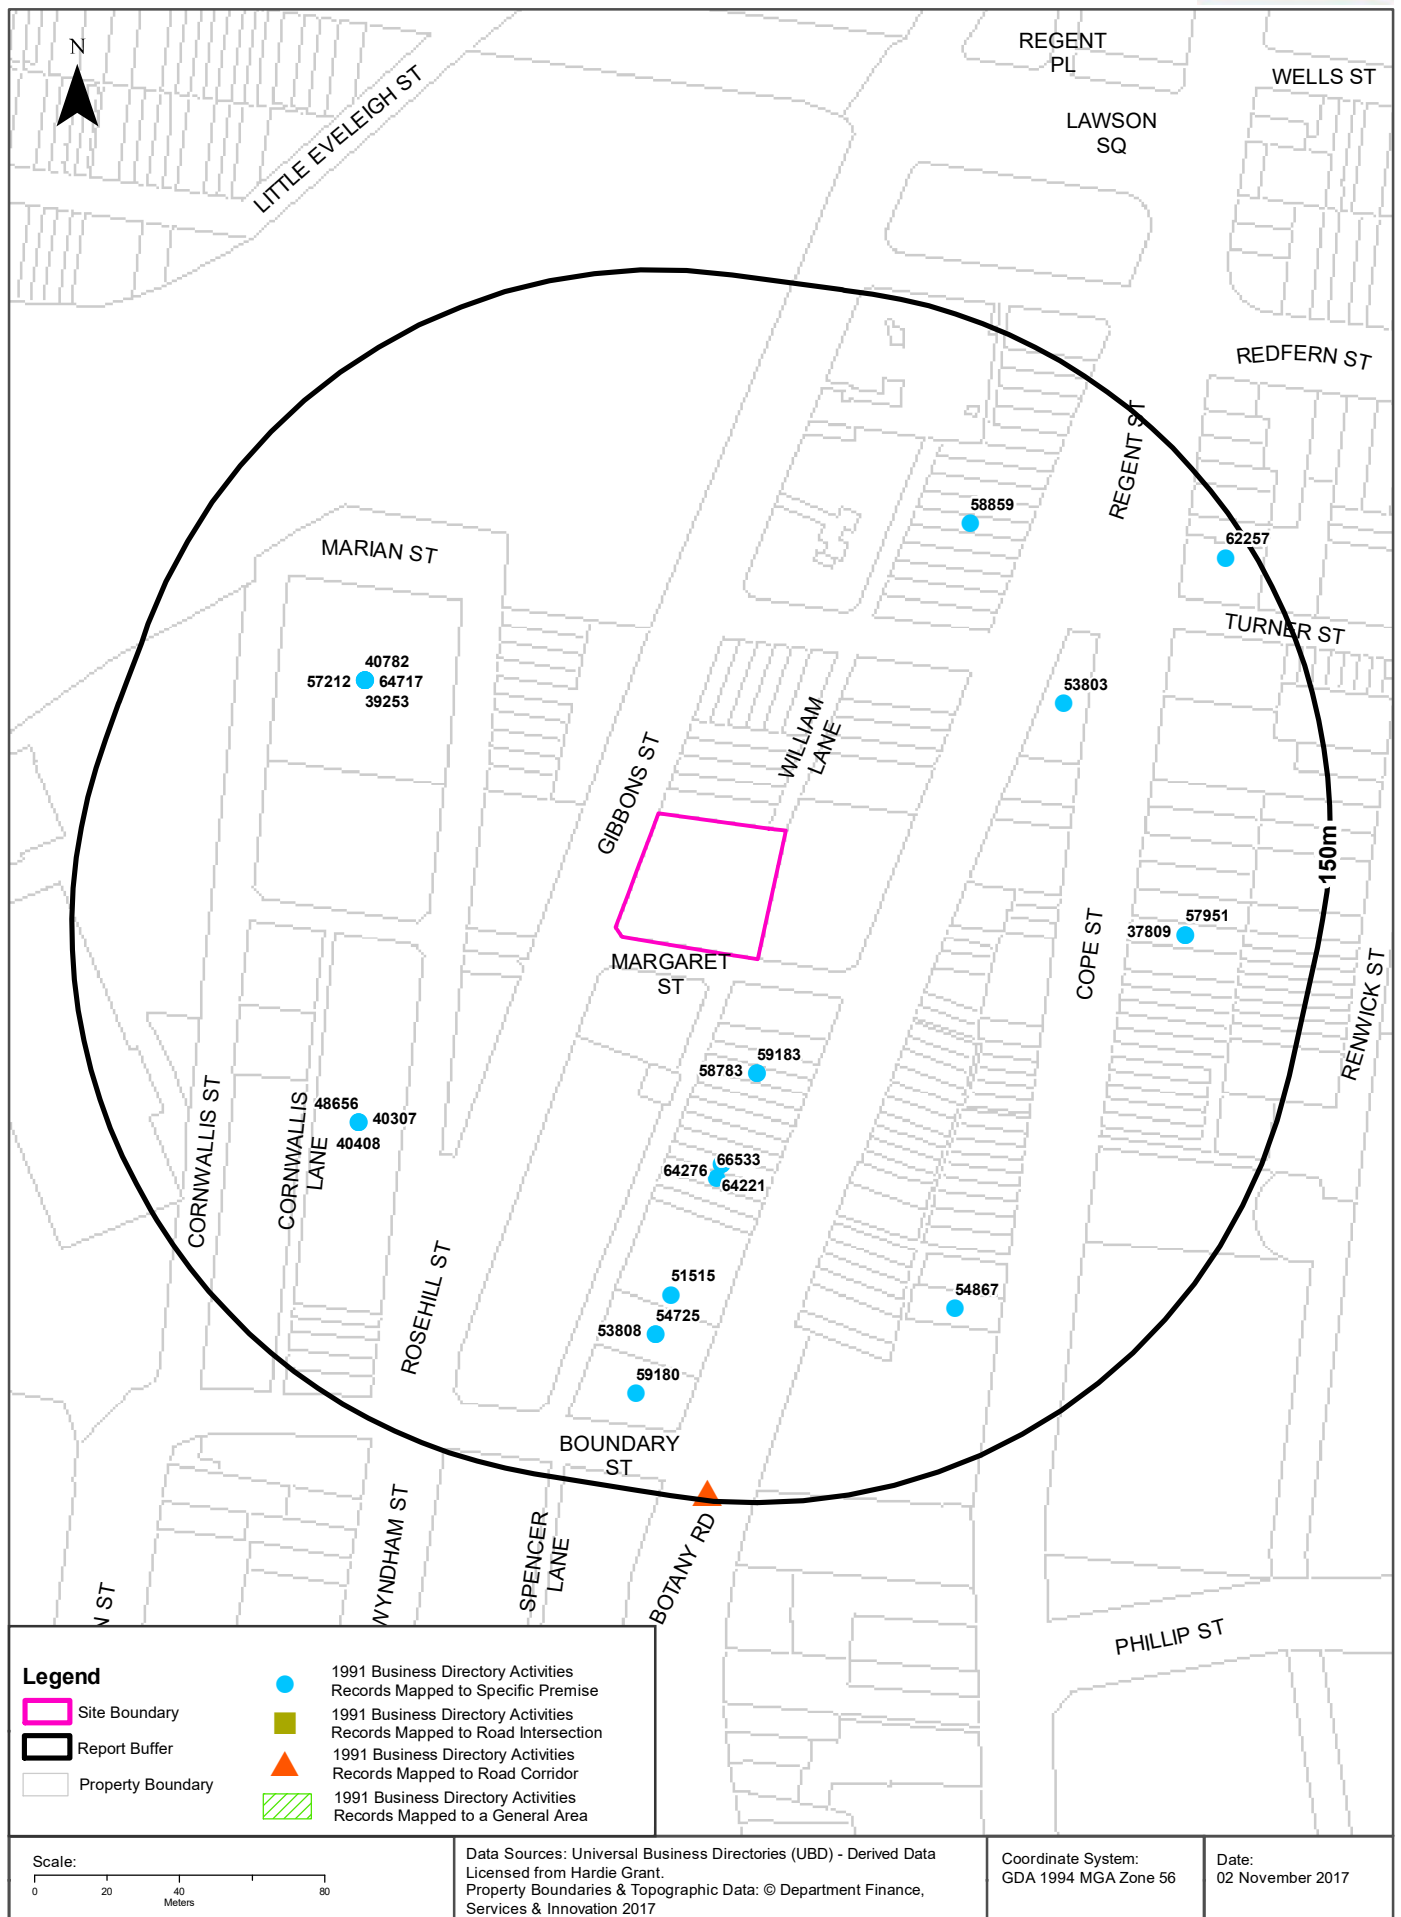 N
LITTLE EVELEIGH ST
REGENT
PL
WELLS ST
LAWSON
SQ
REDFERN ST
REGENT ST
58859
62257
TURNER ST
MARIAN ST
40782
57212
64717
39253
53803
WILLIAM
LANE
GIBBONS ST
150m
57951
37809
COPE ST
MARGARET
ST
RENWICK ST
59183
58783
48656
40307
40408
CORNWALLIS ST
CORNWALLIS
LANE
66533
64276
64221
ROSEHILL ST
51515
54725
53808
54867
59180
BOUNDARY
ST
WYNDHAM ST
SPENCER
LANE
BOTANY RD
N ST
PHILLIP ST
Legend
Site Boundary
Report Buffer
Property Boundary
1991 Business Directory Activities
Records Mapped to Specific Premise
1991 Business Directory Activities
Records Mapped to Road Intersection
1991 Business Directory Activities
Records Mapped to Road Corridor
1991 Business Directory Activities
Records Mapped to a General Area
Scale:
0 20 40 80
Meters
Data Sources: Universal Business Directories (UBD) - Derived Data
Licensed from Hardie Grant.
Property Boundaries & Topographic Data: © Department Finance,
Services & Innovation 2017
Coordinate System:
GDA 1994 MGA Zone 56
Date:
02 November 2017